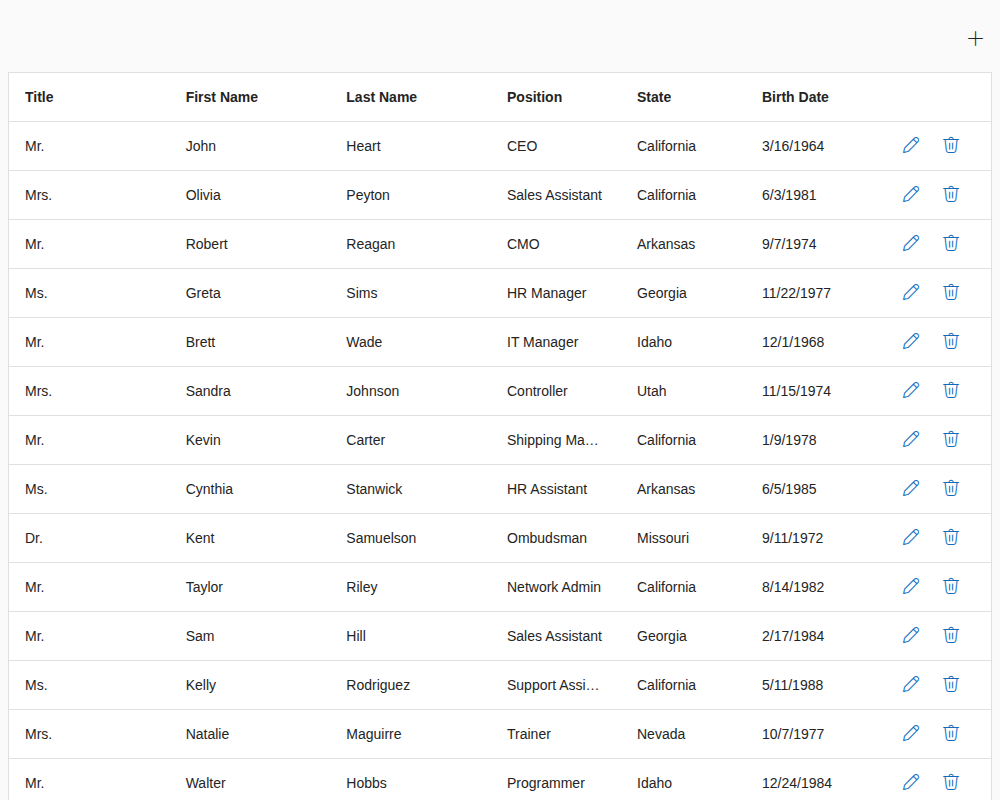 Title First Name Last Name Position State Birth Date
Mr. John Heart CEO California 3/16/1964
Mrs. Olivia Peyton Sales Assistant California 6/3/1981
Mr. Robert Reagan CMO Arkansas 9/7/1974
Ms. Greta Sims HR Manager Georgia 11/22/1977
Mr. Brett Wade IT Manager Idaho 12/1/1968
Mrs. Sandra Johnson Controller Utah 11/15/1974
Mr. Kevin Carter Shipping Ma… California 1/9/1978
Ms. Cynthia Stanwick HR Assistant Arkansas 6/5/1985
Dr. Kent Samuelson Ombudsman Missouri 9/11/1972
Mr. Taylor Riley Network Admin California 8/14/1982
Mr. Sam Hill Sales Assistant Georgia 2/17/1984
Ms. Kelly Rodriguez Support Assi… California 5/11/1988
Mrs. Natalie Maguirre Trainer Nevada 10/7/1977
Mr. Walter Hobbs Programmer Idaho 12/24/1984